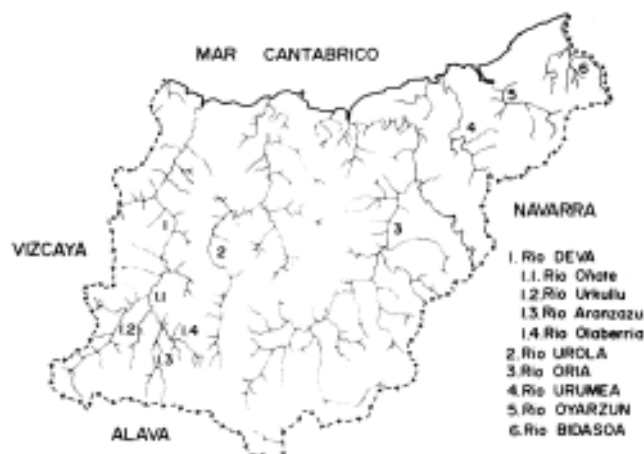 MAR CANTABRICO
6
5
4
NAVARRA
1
3
VIZCAYA
2
1.1
1.2
1.4
1.3
ALAVA
1. Rio DEVA
1.1. Rio Oñate
1.2. Rio Urkullu
1.3. Rio Aranzazu
1.4. Rio Olaberria
2. Rio UROLA
3. Rio ORIA
4. Rio URUMEA
5. Rio OYARZUN
6. Rio BIDASOA